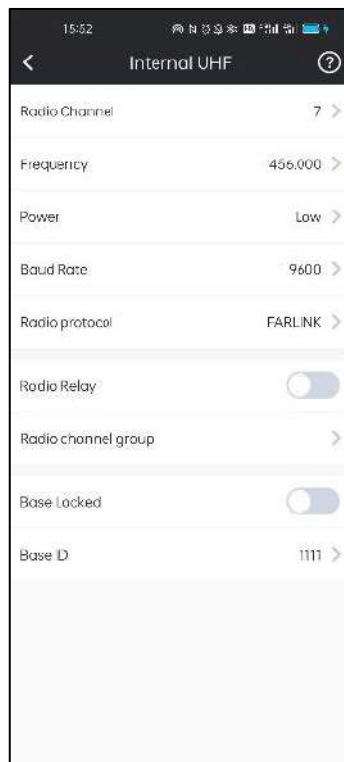 15:52
Internal UHF
Radio Channel 7
Frequency 456.000
Power Low
Baud Rate 9600
Radio protocol FARLINK
Radio Relay
Radio channel group
Base Locked
Base ID 1111